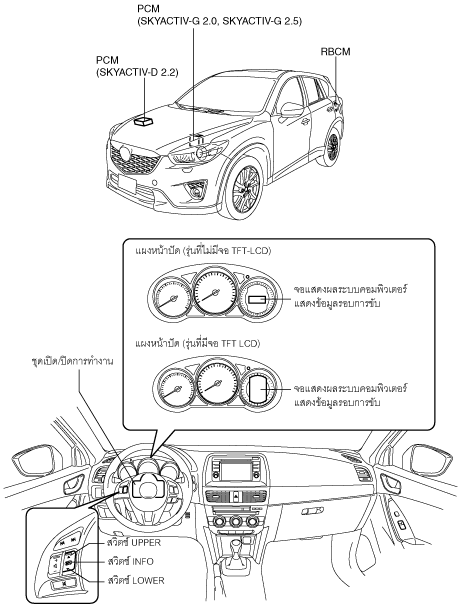 PCM
(SKYACTIV-G 2.0, SKYACTIV-G 2.5)
PCM
(SKYACTIV-D 2.2)
RBCM
แผงหน้าปัด (รุ่นที่ไม่มีจอ TFT-LCD)
จอแสดงผลระบบคอมพิวเตอร์
แสดงข้อมูลรอบการขับ
แผงหน้าปัด (รุ่นที่มีจอ TFT LCD)
จอแสดงผลระบบคอมพิวเตอร์
แสดงข้อมูลรอบการขับ
ชุดเปิด/ปิดการทำงาน
สวิตช์ UPPER
สวิตช์ INFO
สวิตช์ LOWER